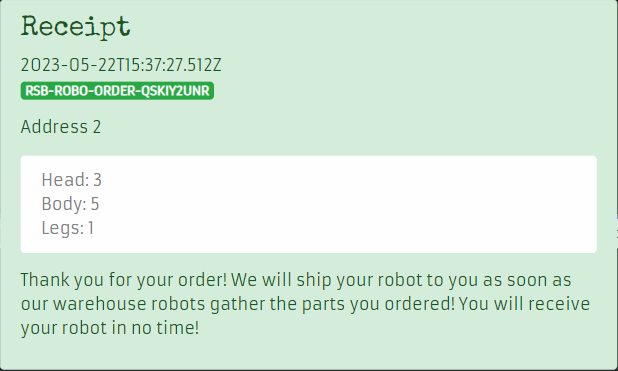 Receipt
2023-05-22T15:37:27.512Z
RSB-ROBO-ORDER-QSKIY2UNR
Address 2
Head: 3
Body: 5
Legs: 1
Thank you for your order! We will ship your robot to you as soon as
our warehouse robots gather the parts you ordered! You will receive
your robot in no time!